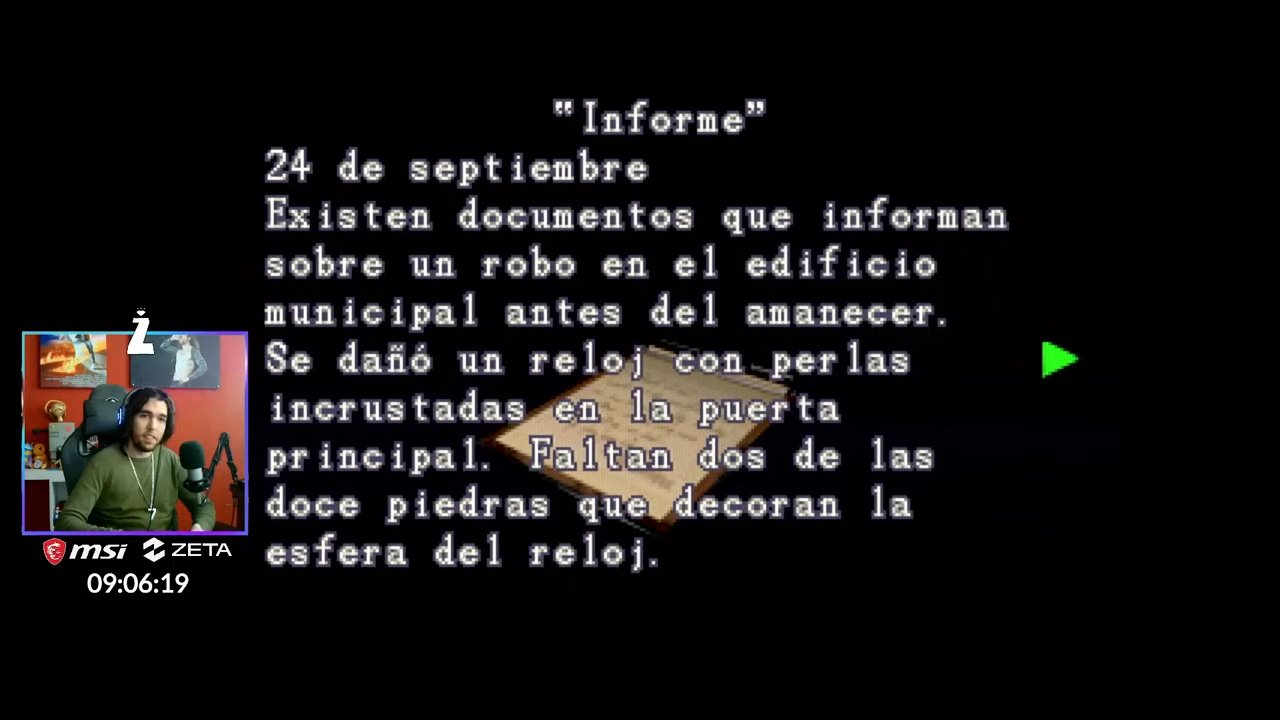 "Informe"
24 de septiembre
Existen documentos que informan
sobre un robo en el edificio
municipal antes del amanecer.
Se dañó un reloj con perlas
incrustadas en la puerta
principal. Faltan dos de las
doce piedras que decoran la
esfera del reloj.
Z
msi ZETA
09:06:19